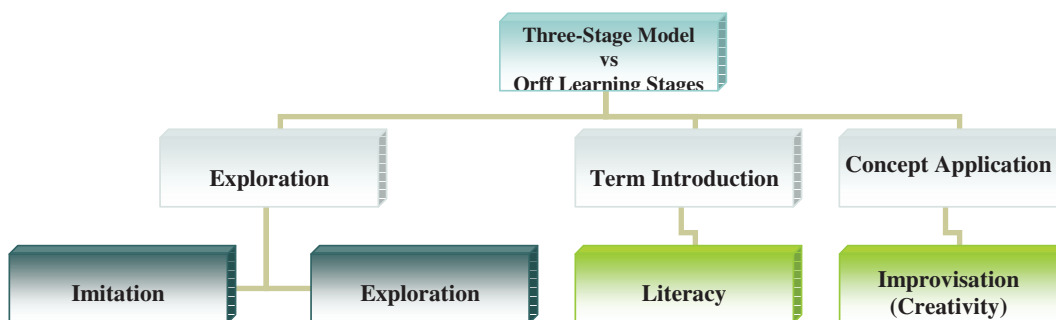 Three-Stage Model
vs
Orff Learning Stages
Exploration
Term Introduction
Concept Application
Imitation
Exploration
Literacy
Improvisation
(Creativity)